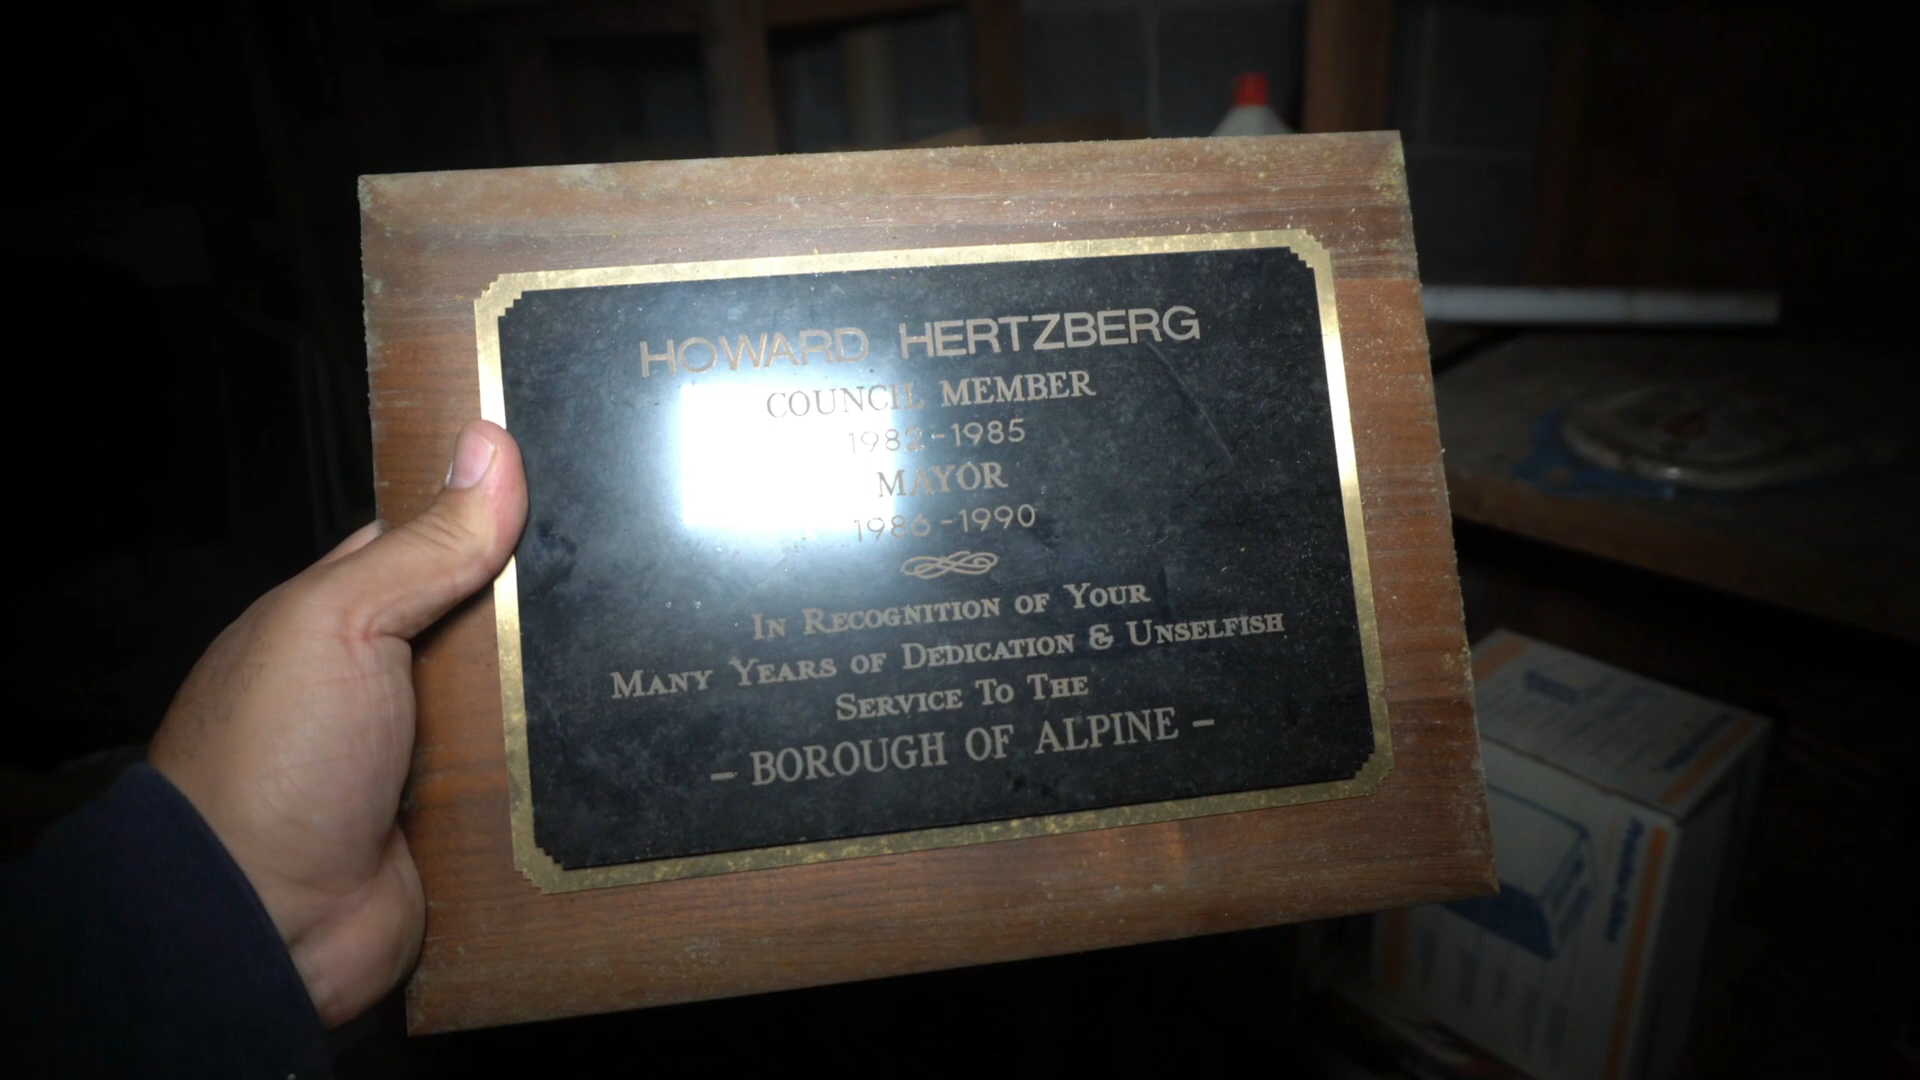 HOWARD HERTZBERG
COUNCIL MEMBER
1982-1985
MAYOR
1986-1990
IN RECOGNITION OF YOUR
MANY YEARS OF DEDICATION & UNSELFISH
SERVICE TO THE
- BOROUGH OF ALPINE -